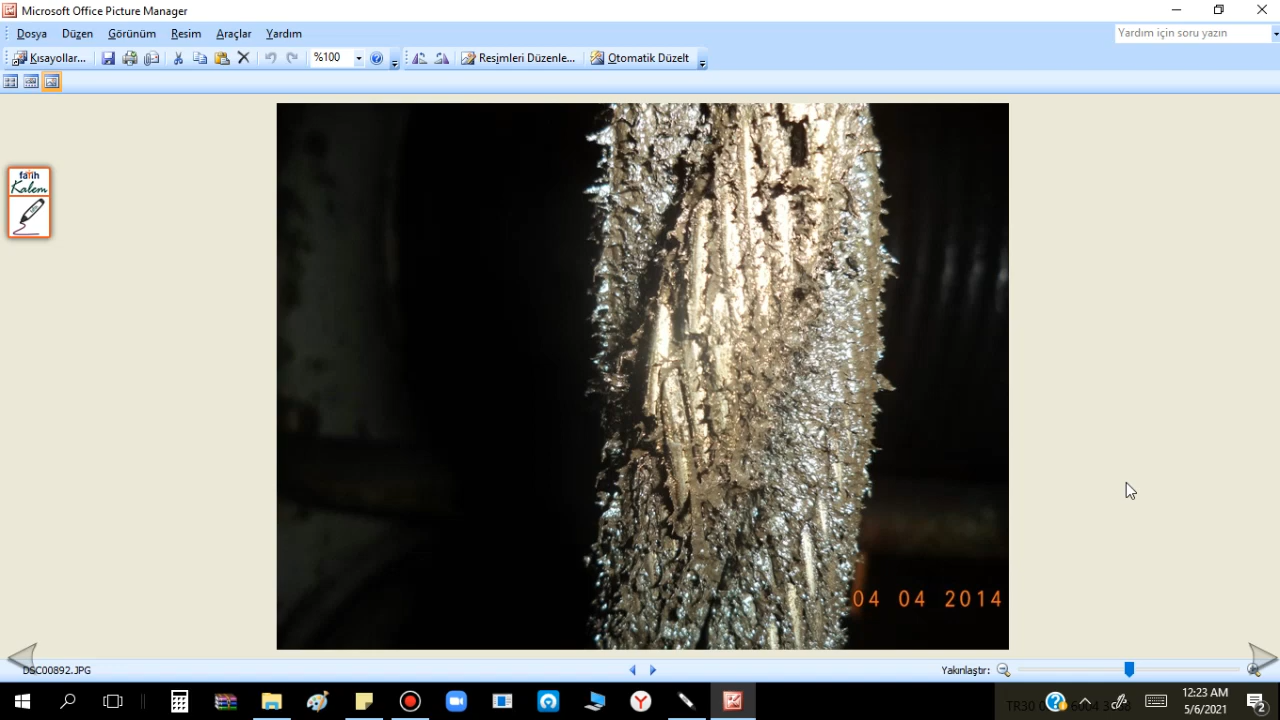 Microsoft Office Picture Manager
Dosya Düzen Görünüm Resim Araçlar Yardım
Yardım için soru yazın
Kısayollar... %100 Resimleri Düzenle... Otomatik Düzelt
fatih
Kalem
04 04 2014
DSC00892.JPG
Yakınlaştır:
12:23 AM
5/6/2021
2